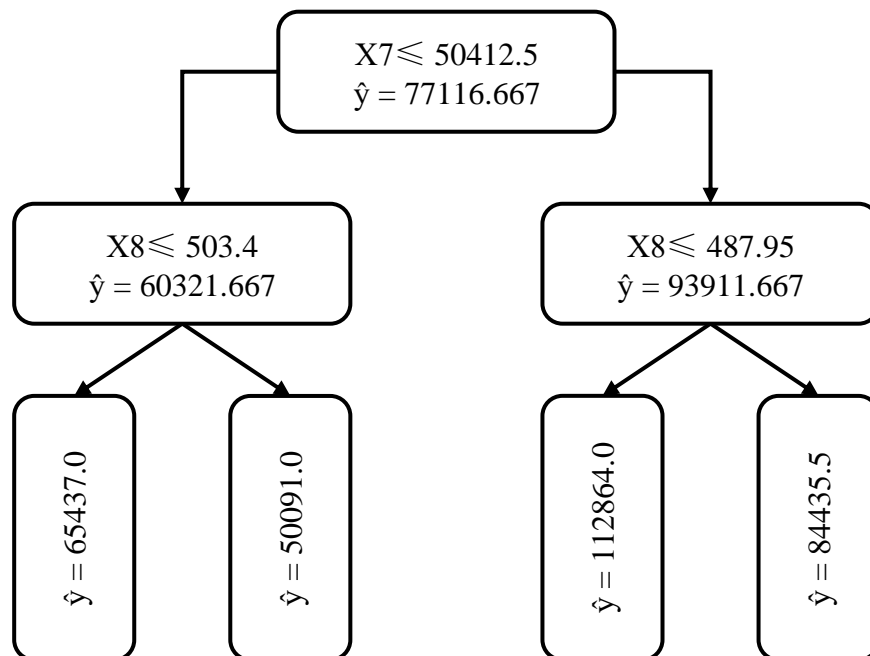 X7⩽ 50412.5
ŷ = 77116.667
X8⩽ 503.4
ŷ = 60321.667
X8⩽ 487.95
ŷ = 93911.667
ŷ = 65437.0
ŷ = 50091.0
ŷ = 112864.0
ŷ = 84435.5